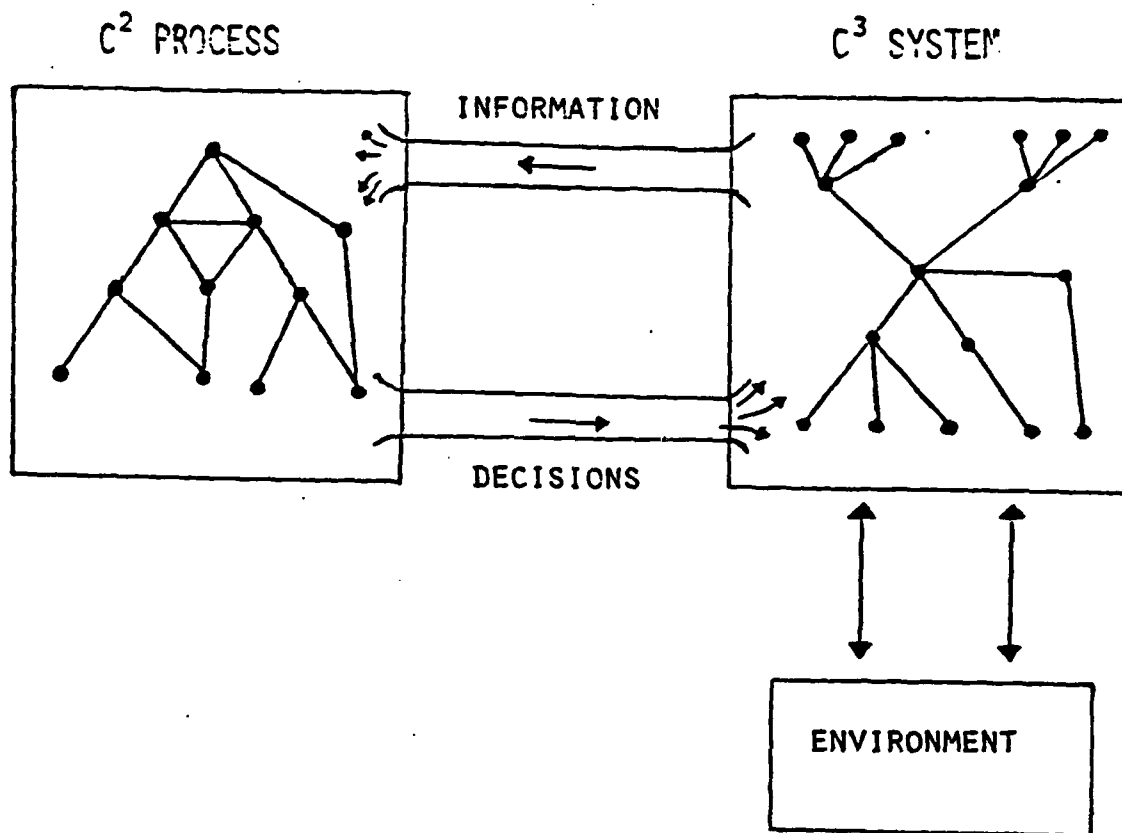 C² PROCESS
C³ SYSTEM
INFORMATION
DECISIONS
ENVIRONMENT